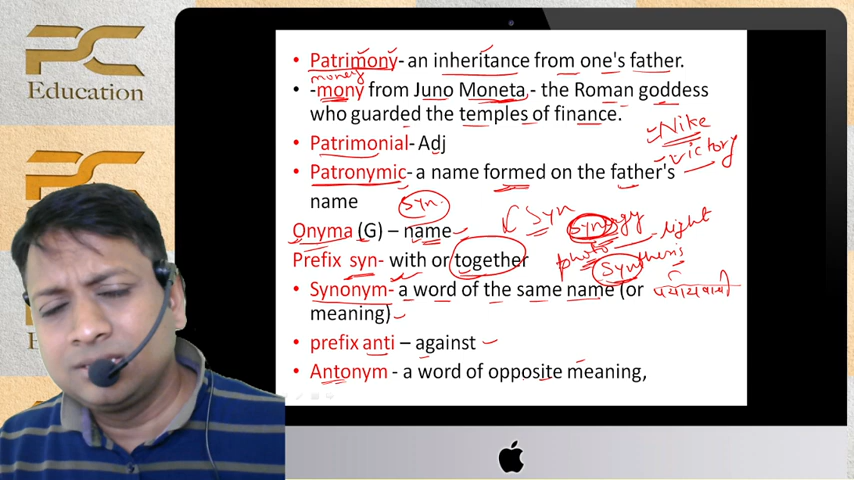 PC
Education
• Patrimony - an inheritance from one's father.
money
• -mony from Juno Moneta,- the Roman goddess
who guarded the temples of finance.
Nike
• Patrimonial- Adj
victory
• Patronymic - a name formed on the father's
name
Syn.
Syn
Synergy
Onyma (G) – name
light
photo
Prefix syn- with or together
Synthesis
• Synonym- a word of the same name (or
पर्यायवाची
meaning)
• prefix anti – against
• Antonym - a word of opposite meaning,